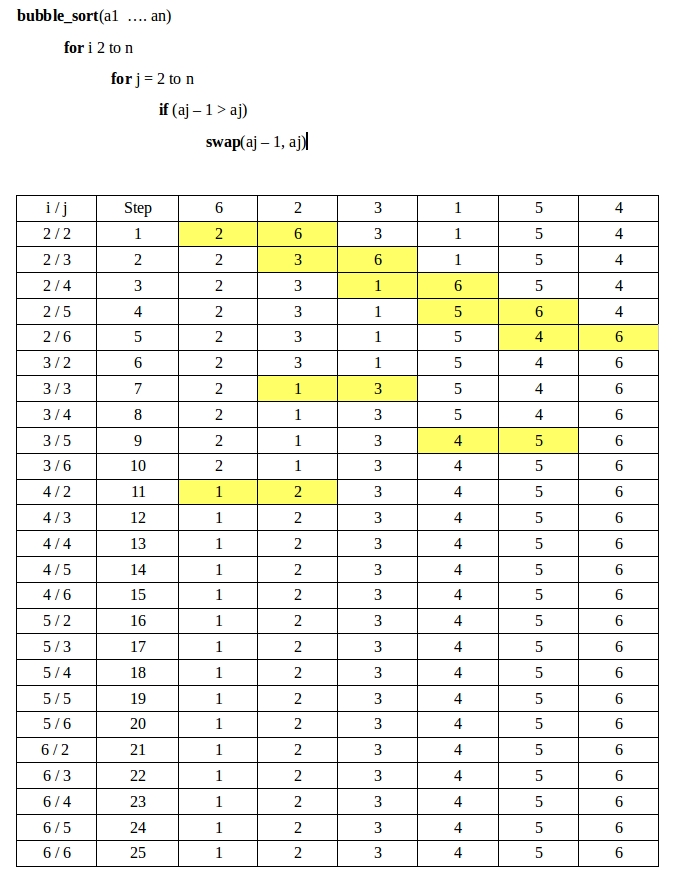 bubble_sort(a1 …. an)
for i 2 to n
for j = 2 to n
if (aj – 1 > aj)
swap(aj – 1, aj)
i / j Step 6 2 3 1 5 4
2 / 2 1 2 6 3 1 5 4
2 / 3 2 2 3 6 1 5 4
2 / 4 3 2 3 1 6 5 4
2 / 5 4 2 3 1 5 6 4
2 / 6 5 2 3 1 5 4 6
3 / 2 6 2 3 1 5 4 6
3 / 3 7 2 1 3 5 4 6
3 / 4 8 2 1 3 5 4 6
3 / 5 9 2 1 3 4 5 6
3 / 6 10 2 1 3 4 5 6
4 / 2 11 1 2 3 4 5 6
4 / 3 12 1 2 3 4 5 6
4 / 4 13 1 2 3 4 5 6
4 / 5 14 1 2 3 4 5 6
4 / 6 15 1 2 3 4 5 6
5 / 2 16 1 2 3 4 5 6
5 / 3 17 1 2 3 4 5 6
5 / 4 18 1 2 3 4 5 6
5 / 5 19 1 2 3 4 5 6
5 / 6 20 1 2 3 4 5 6
6 / 2 21 1 2 3 4 5 6
6 / 3 22 1 2 3 4 5 6
6 / 4 23 1 2 3 4 5 6
6 / 5 24 1 2 3 4 5 6
6 / 6 25 1 2 3 4 5 6